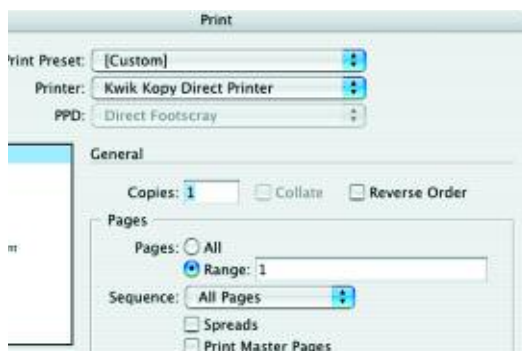 Print
Print Preset: [Custom]
Printer: Kwik Kopy Direct Printer
PPD: Direct Footscray
General
Copies: 1 Collate Reverse Order
Pages
Pages: All
Range: 1
Sequence: All Pages
Spreads
Print Master Pages